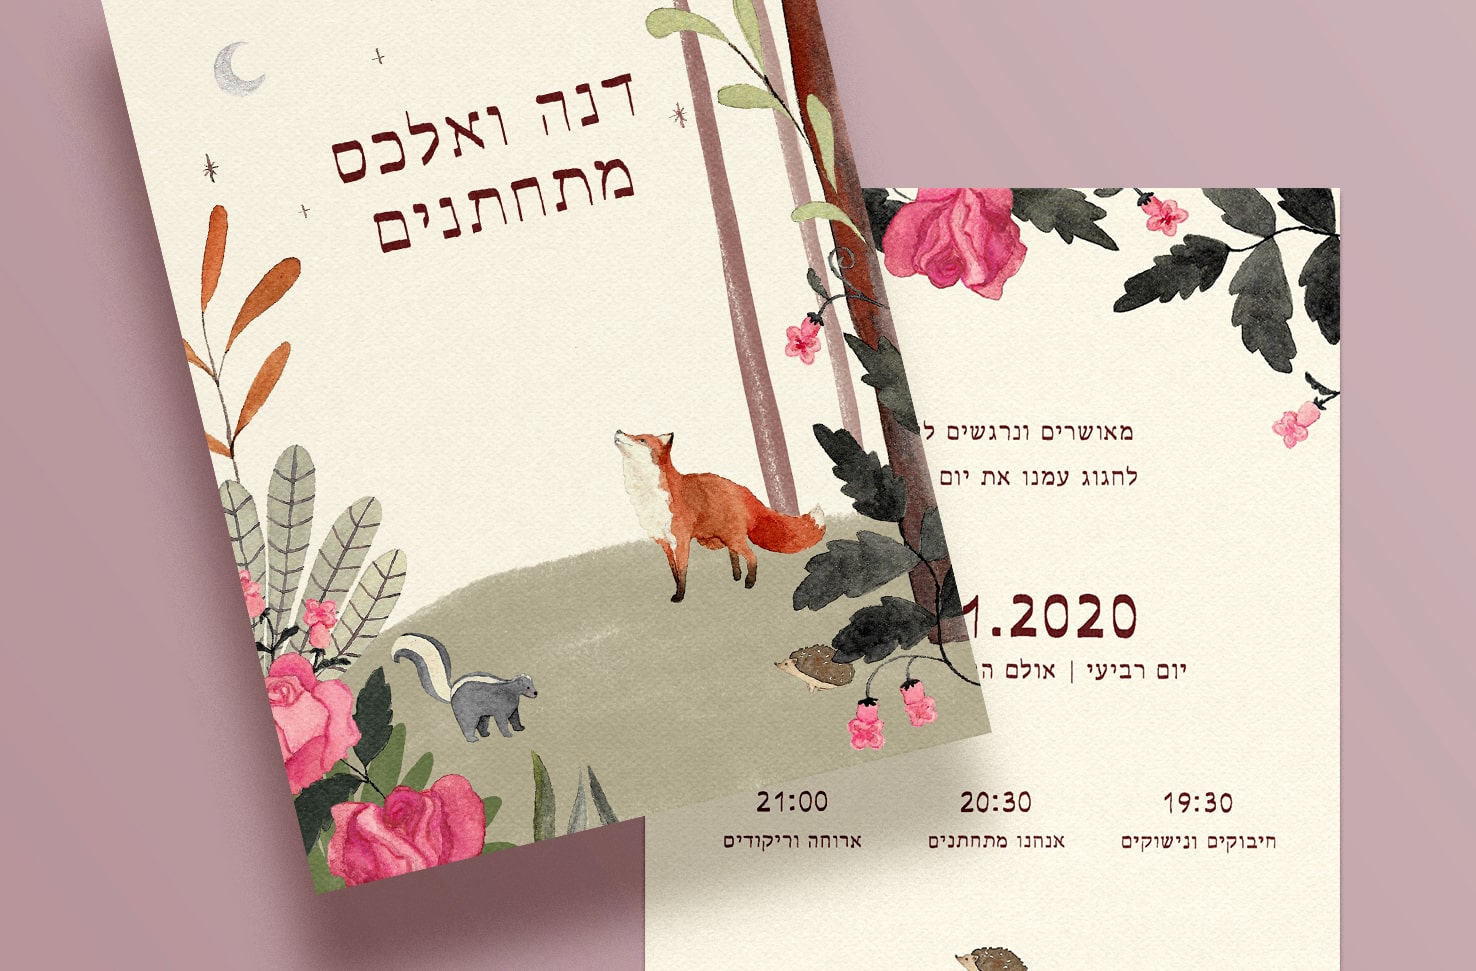 דנה ואלכס
מתחתנים
מאושרים ונרגשים
לחגוג עמנו את יום
1.2020
יום רביעי | אולם
19:30
חיבוקים ונישוקים
20:30
אנחנו מתחתנים
21:00
ארוחה וריקודים